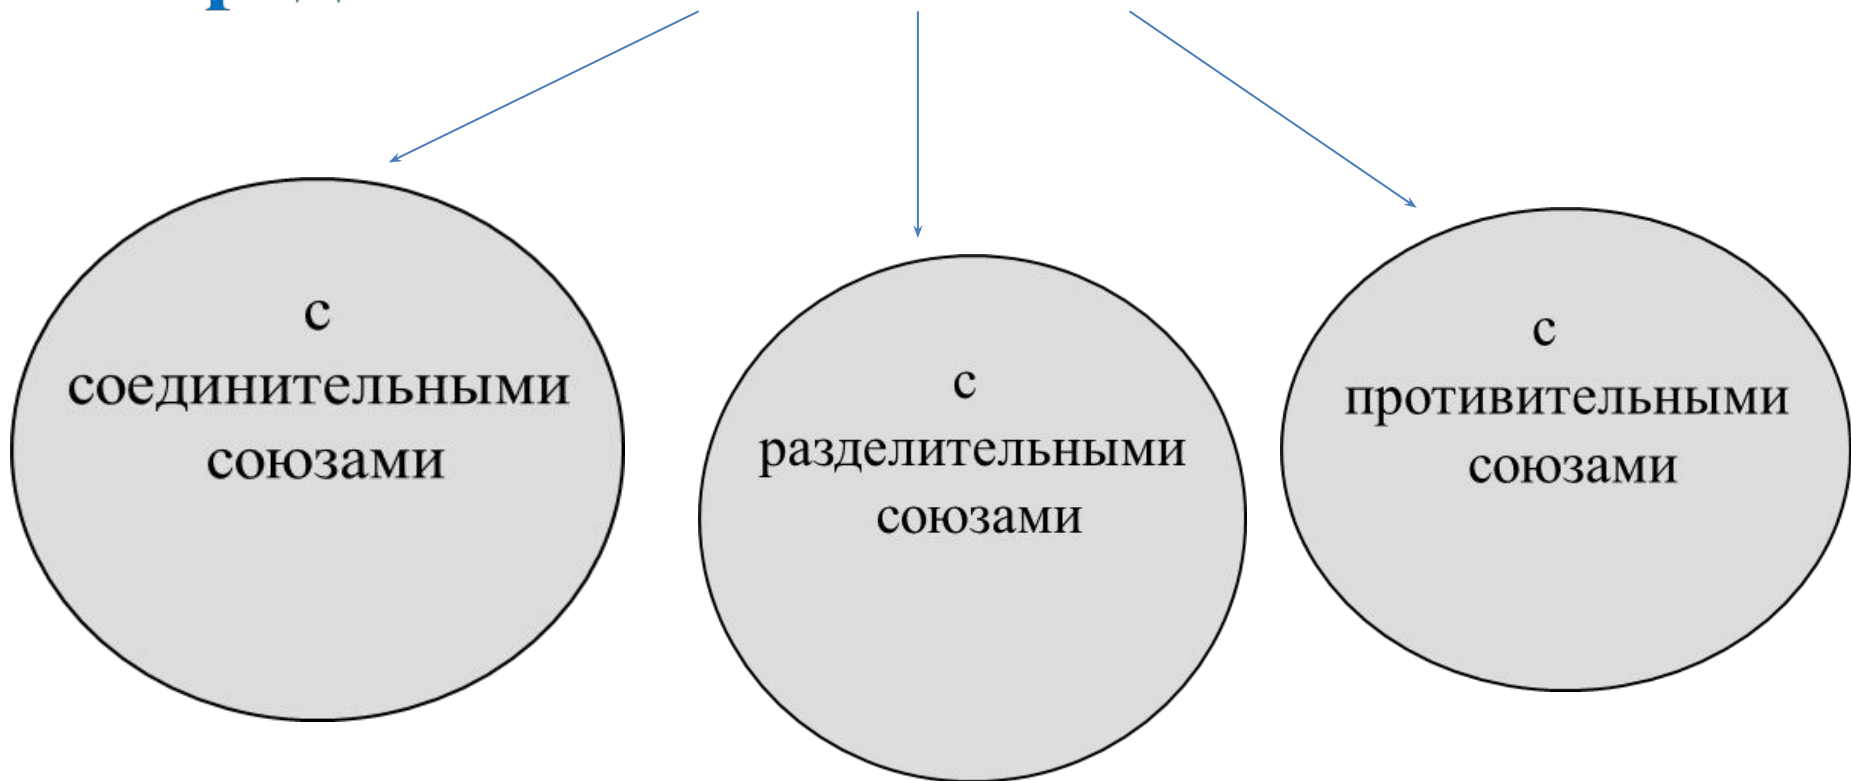 с
соединительными
союзами
с
разделительными
союзами
с
противительными
союзами